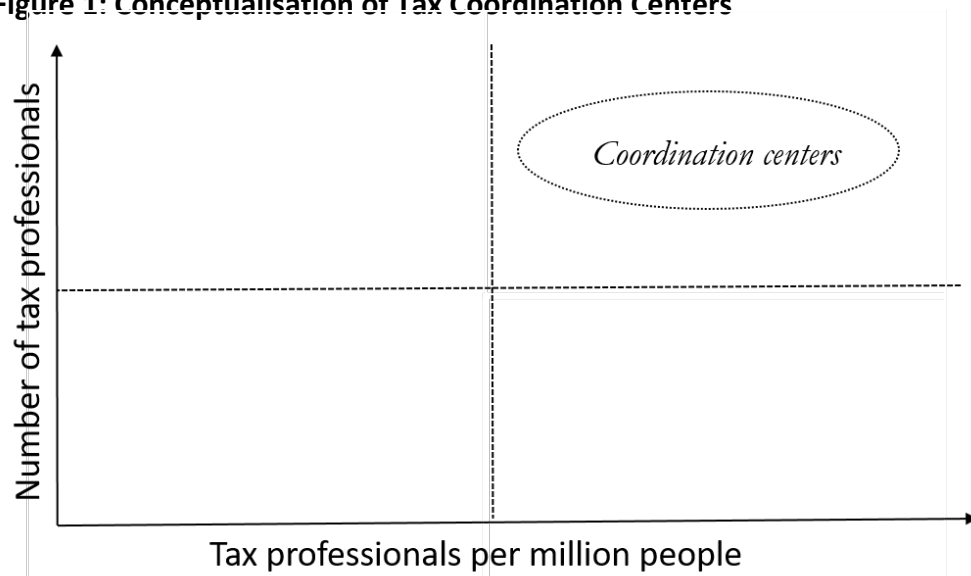 Figure 1: Conceptualisation of Tax Coordination Centers
Number of tax professionals
Coordination centers
Tax professionals per million people